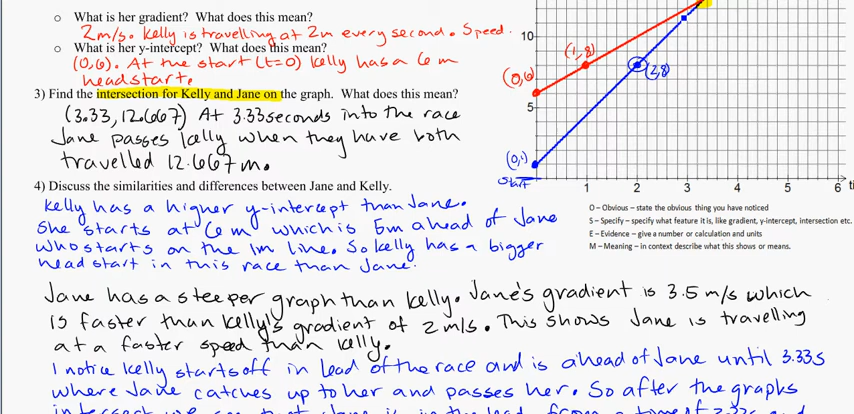 o What is her gradient? What does this mean?
2m/s. Kelly is travelling at 2m every second. Speed.
o What is her y-intercept? What does this mean?
(0,6). At the start (t=0) Kelly has a 6m
headstart.
3) Find the intersection for Kelly and Jane on the graph. What does this mean?
(3.33, 12.667) At 3.33 seconds into the race
Jane passes Kelly when they have both
travelled 12.667m.
4) Discuss the similarities and differences between Jane and Kelly.
Kelly has a higher y-intercept than Jane.
She starts at 6m which is 5m ahead of Jane
who starts on the 1m line. So Kelly has a bigger
head start in this race than Jane.
Jane has a steeper graph than Kelly. Jane's gradient is 3.5 m/s which
is faster than Kelly's gradient of 2m/s. This shows Jane is travelling
at a faster speed than Kelly.
I notice Kelly starts off in lead of the race and is ahead of Jane until 3.33s
where Jane catches up to her and passes her. So after the graphs
10
(1,8)
(0,6)
(2,8)
5
(0,1)
Start
1 2 3 4 5 6
O – Obvious – state the obvious thing you have noticed
S – Specify – specify what feature it is, like gradient, y-intercept, intersection etc.
E – Evidence – give a number or calculation and units
M – Meaning – in context describe what this shows or means.